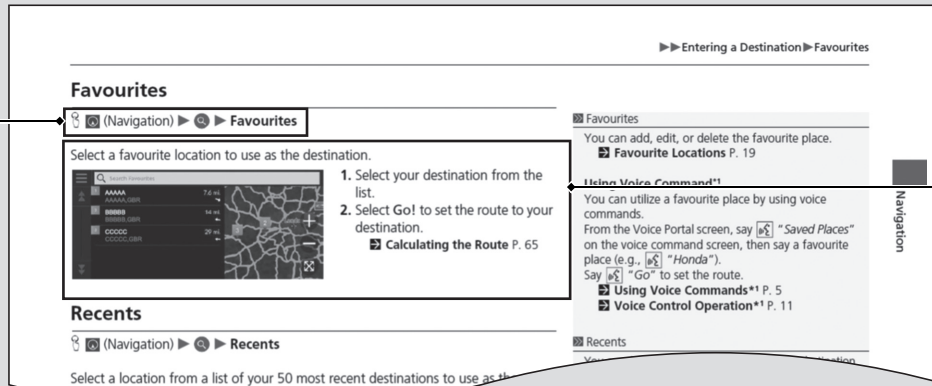 ▶▶Entering a Destination▶Favourites
Favourites
(Navigation) ▶ ▶ Favourites
Select a favourite location to use as the destination.
Search Favourites
1 AAAAA 7.6 mi
AAAAA,GBR
2 BBBBB 14 mi
BBBBB,GBR
3 CCCCC 29 mi
CCCCC,GBR
1. Select your destination from the
list.
2. Select Go! to set the route to your
destination.
Calculating the Route P. 65
Recents
(Navigation) ▶ ▶ Recents
Select a location from a list of your 50 most recent destinations to use as
Favourites
You can add, edit, or delete the favourite place.
Favourite Locations P. 19
Using Voice Command*1
You can utilize a favourite place by using voice
commands.
From the Voice Portal screen, say "Saved Places"
on the voice command screen, then say a favourite
place (e.g., "Honda").
Say "Go" to set the route.
Using Voice Commands*1 P. 5
Voice Control Operation*1 P. 11
Recents
Navigation